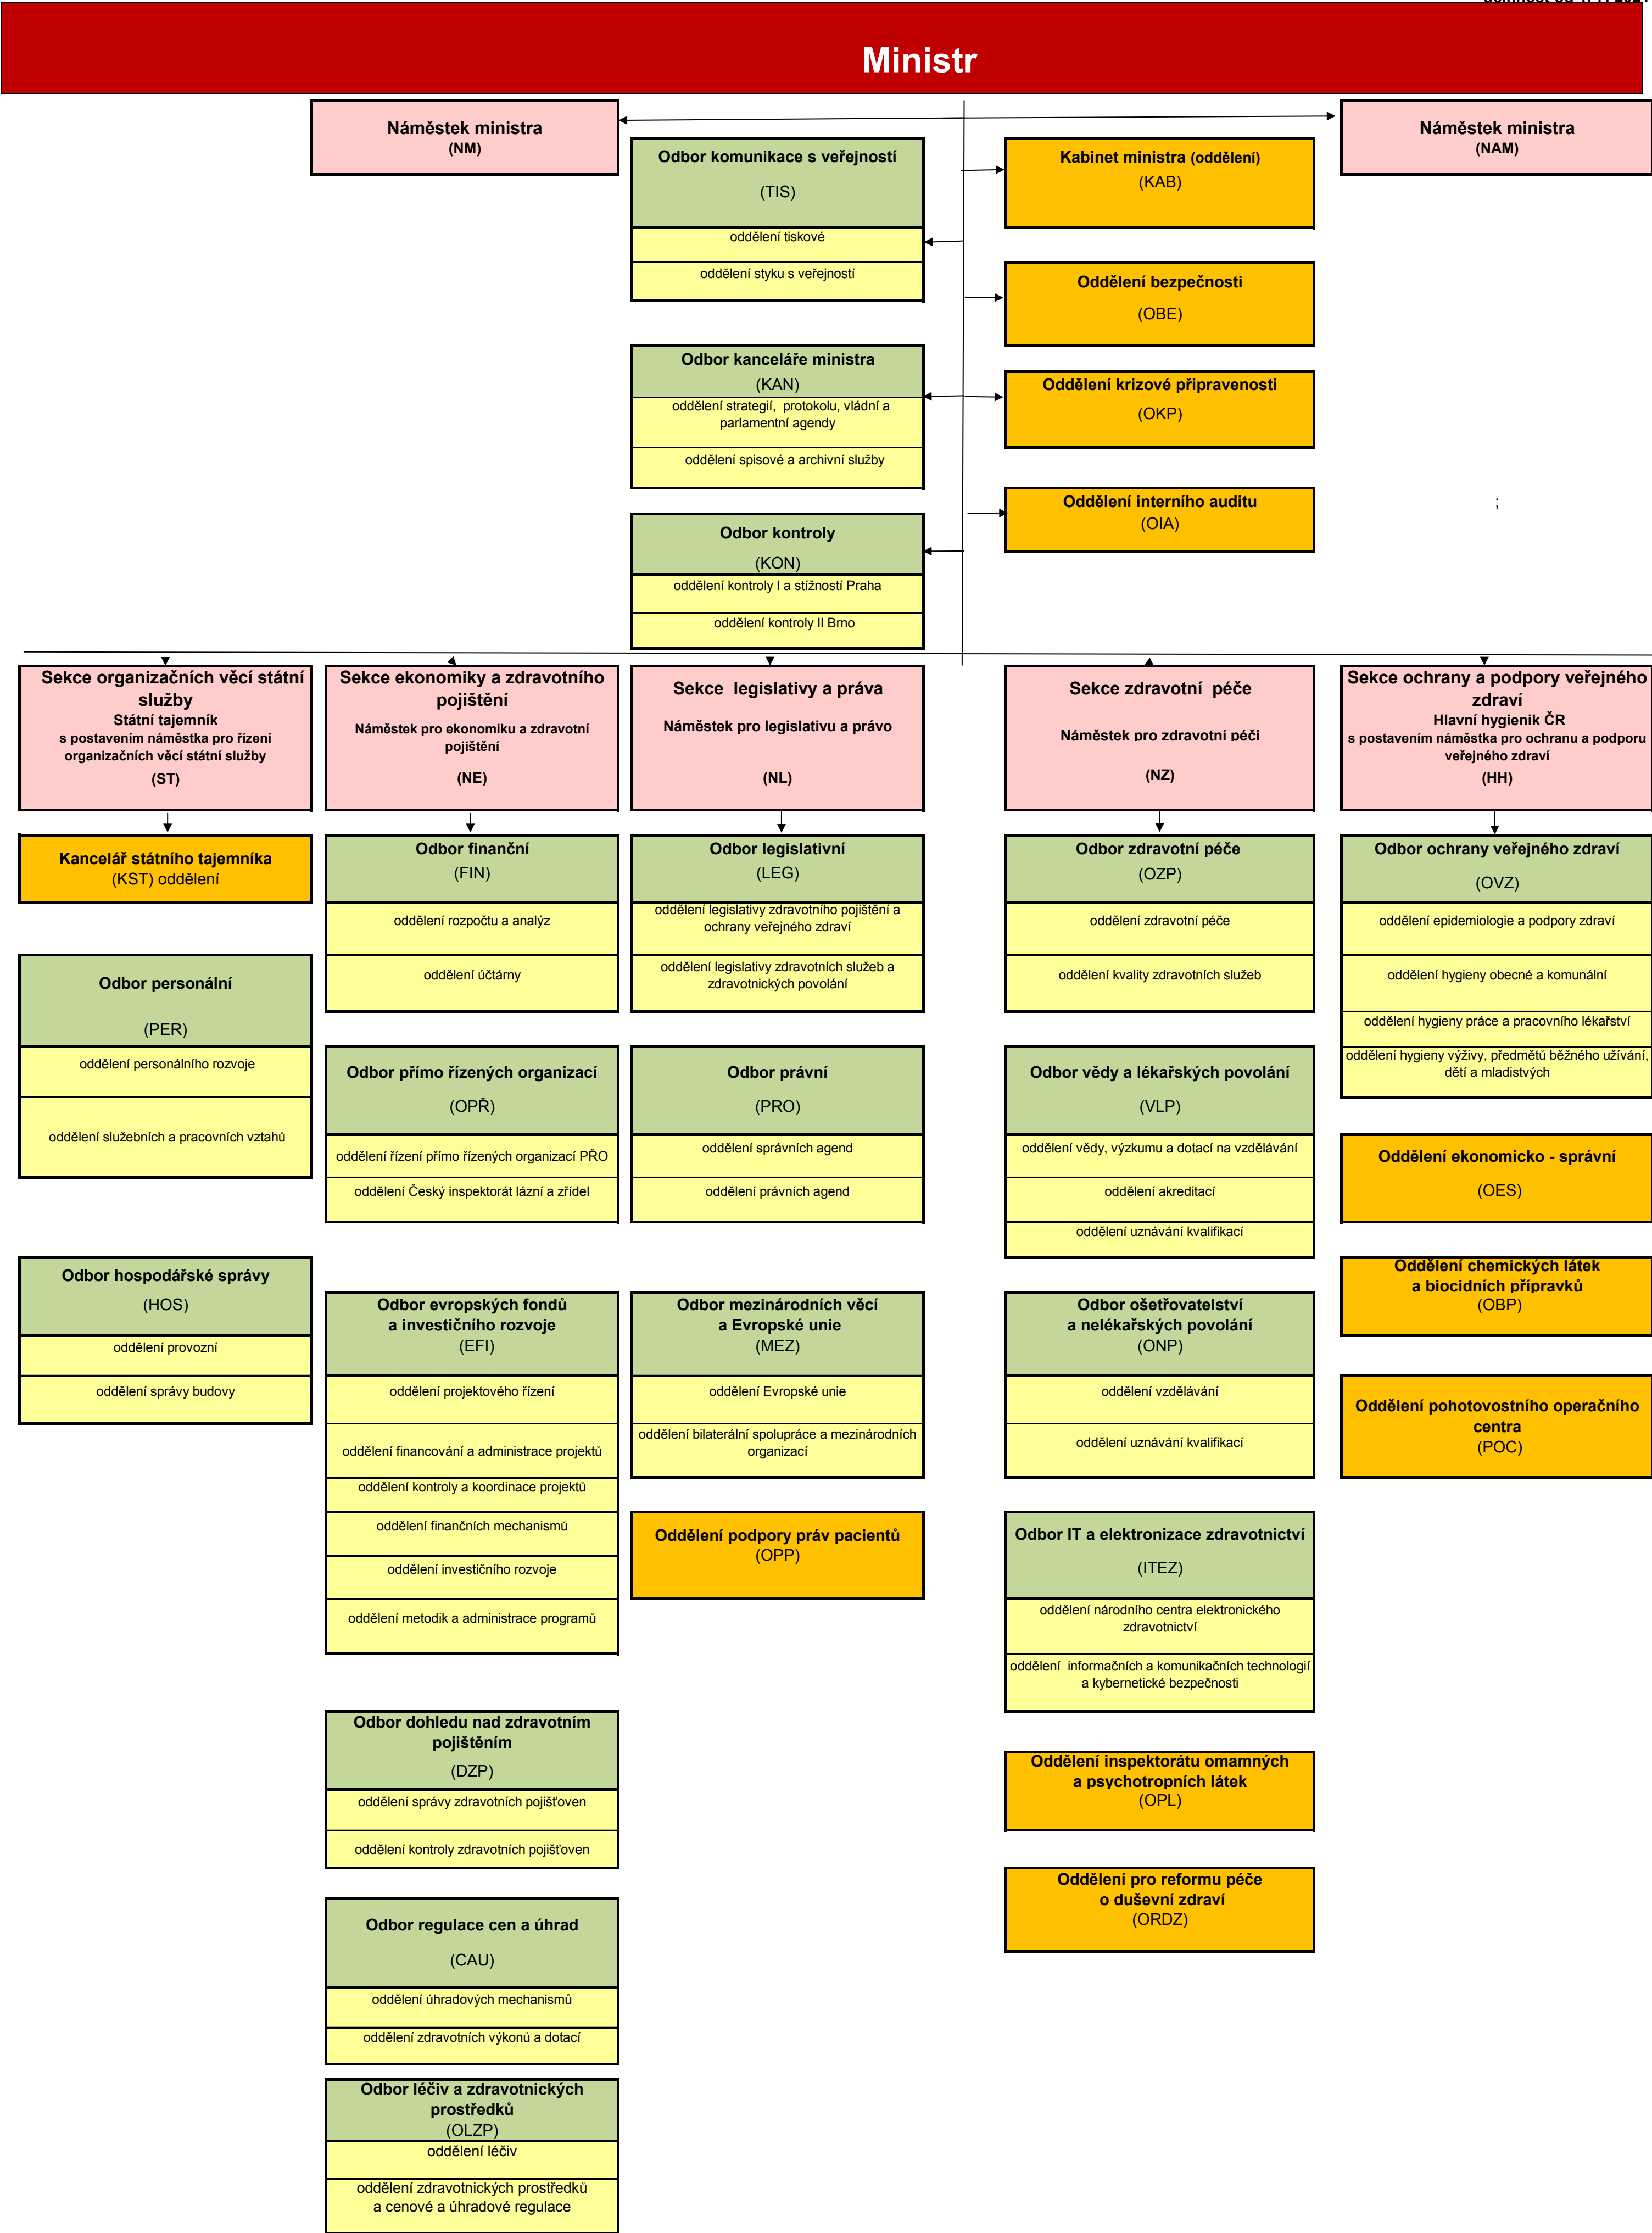 Ministr
Náměstek ministra
(NM)
Náměstek ministra
(NAM)
Odbor komunikace s veřejností
(TIS)
oddělení tiskové
oddělení styku s veřejností
Kabinet ministra (oddělení)
(KAB)
Oddělení bezpečnosti
(OBE)
Odbor kanceláře ministra
(KAN)
oddělení strategií, protokolu, vládní a
parlamentní agendy
oddělení spisové a archivní služby
Oddělení krizové připravenosti
(OKP)
Oddělení interního auditu
(OIA)
;
Odbor kontroly
(KON)
oddělení kontroly I a stížností Praha
oddělení kontroly II Brno
Sekce organizačních věcí státní
služby
Státní tajemník
s postavením náměstka pro řízení
organizačních věcí státní služby
(ST)
Kancelář státního tajemníka
(KST) oddělení
Odbor personální
(PER)
oddělení personálního rozvoje
oddělení služebních a pracovních vztahů
Odbor hospodářské správy
(HOS)
oddělení provozní
oddělení správy budovy
Sekce ekonomiky a zdravotního
pojištění
Náměstek pro ekonomiku a zdravotní
pojištění
(NE)
Odbor finanční
(FIN)
oddělení rozpočtu a analýz
oddělení účtárny
Odbor přímo řízených organizací
(OPŘ)
oddělení řízení přímo řízených organizací PŘO
oddělení Český inspektorát lázní a zřídel
Odbor evropských fondů
a investičního rozvoje
(EFI)
oddělení projektového řízení
oddělení financování a administrace projektů
oddělení kontroly a koordinace projektů
oddělení finančních mechanismů
oddělení investičního rozvoje
oddělení metodik a administrace programů
Odbor dohledu nad zdravotním
pojištěním
(DZP)
oddělení správy zdravotních pojišťoven
oddělení kontroly zdravotních pojišťoven
Odbor regulace cen a úhrad
(CAU)
oddělení úhradových mechanismů
oddělení zdravotních výkonů a dotací
Odbor léčiv a zdravotnických
prostředků
(OLZP)
oddělení léčiv
oddělení zdravotnických prostředků
a cenové a úhradové regulace
Sekce legislativy a práva
Náměstek pro legislativu a právo
(NL)
Odbor legislativní
(LEG)
oddělení legislativy zdravotního pojištění a
ochrany veřejného zdraví
oddělení legislativy zdravotních služeb a
zdravotnických povolání
Odbor právní
(PRO)
oddělení správních agend
oddělení právních agend
Odbor mezinárodních věcí
a Evropské unie
(MEZ)
oddělení Evropské unie
oddělení bilaterální spolupráce a mezinárodních
organizací
Oddělení podpory práv pacientů
(OPP)
Sekce zdravotní péče
Náměstek pro zdravotní péči
(NZ)
Odbor zdravotní péče
(OZP)
oddělení zdravotní péče
oddělení kvality zdravotních služeb
Odbor vědy a lékařských povolání
(VLP)
oddělení vědy, výzkumu a dotací na vzdělávání
oddělení akreditací
oddělení uznávání kvalifikací
Odbor ošetřovatelství
a nelékařských povolání
(ONP)
oddělení vzdělávání
oddělení uznávání kvalifikací
Odbor IT a elektronizace zdravotnictví
(ITEZ)
oddělení národního centra elektronického
zdravotnictví
oddělení informačních a komunikačních technologií
a kybernetické bezpečnosti
Oddělení inspektorátu omamných
a psychotropních látek
(OPL)
Oddělení pro reformu péče
o duševní zdraví
(ORDZ)
Sekce ochrany a podpory veřejného
zdraví
Hlavní hygienik ČR
s postavením náměstka pro ochranu a podporu
veřejného zdraví
(HH)
Odbor ochrany veřejného zdraví
(OVZ)
oddělení epidemiologie a podpory zdraví
oddělení hygieny obecné a komunální
oddělení hygieny práce a pracovního lékařství
oddělení hygieny výživy, předmětů běžného užívání,
dětí a mladistvých
Oddělení ekonomicko - správní
(OES)
Oddělení chemických látek
a biocidních přípravků
(OBP)
Oddělení pohotovostního operačního
centra
(POC)